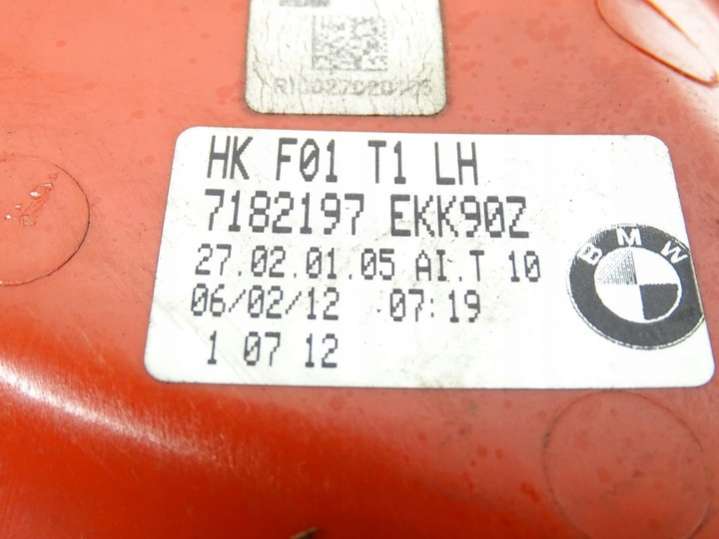 HK F01 T1 LH
7182197 EKK90Z
27.02.01.05 AI.T 10
06/02/12 07:19
1 07 12
BMW